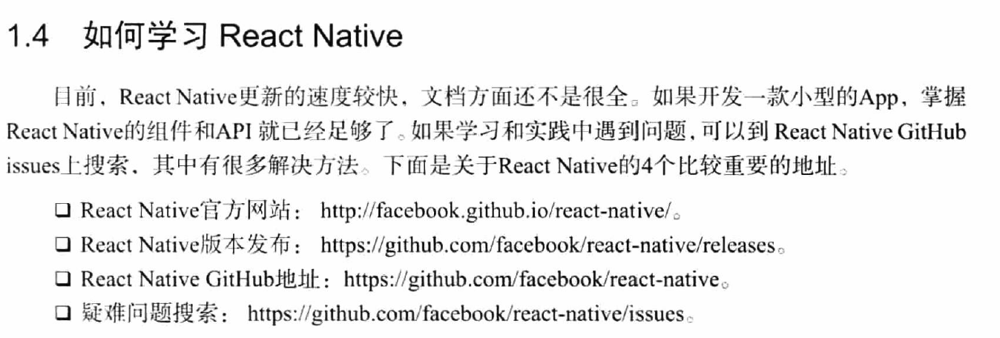 1.4 如何学习 React Native
目前，React Native更新的速度较快，文档方面还不是很全。如果开发一款小型的App，掌握
React Native的组件和API 就已经足够了。如果学习和实践中遇到问题，可以到 React Native GitHub
issues上搜索，其中有很多解决方法。下面是关于React Native的4个比较重要的地址。
❑ React Native官方网站： http://facebook.github.io/react-native/。
❑ React Native版本发布： https://github.com/facebook/react-native/releases。
❑ React Native GitHub地址：https://github.com/facebook/react-native。
❑ 疑难问题搜索： https://github.com/facebook/react-native/issues。